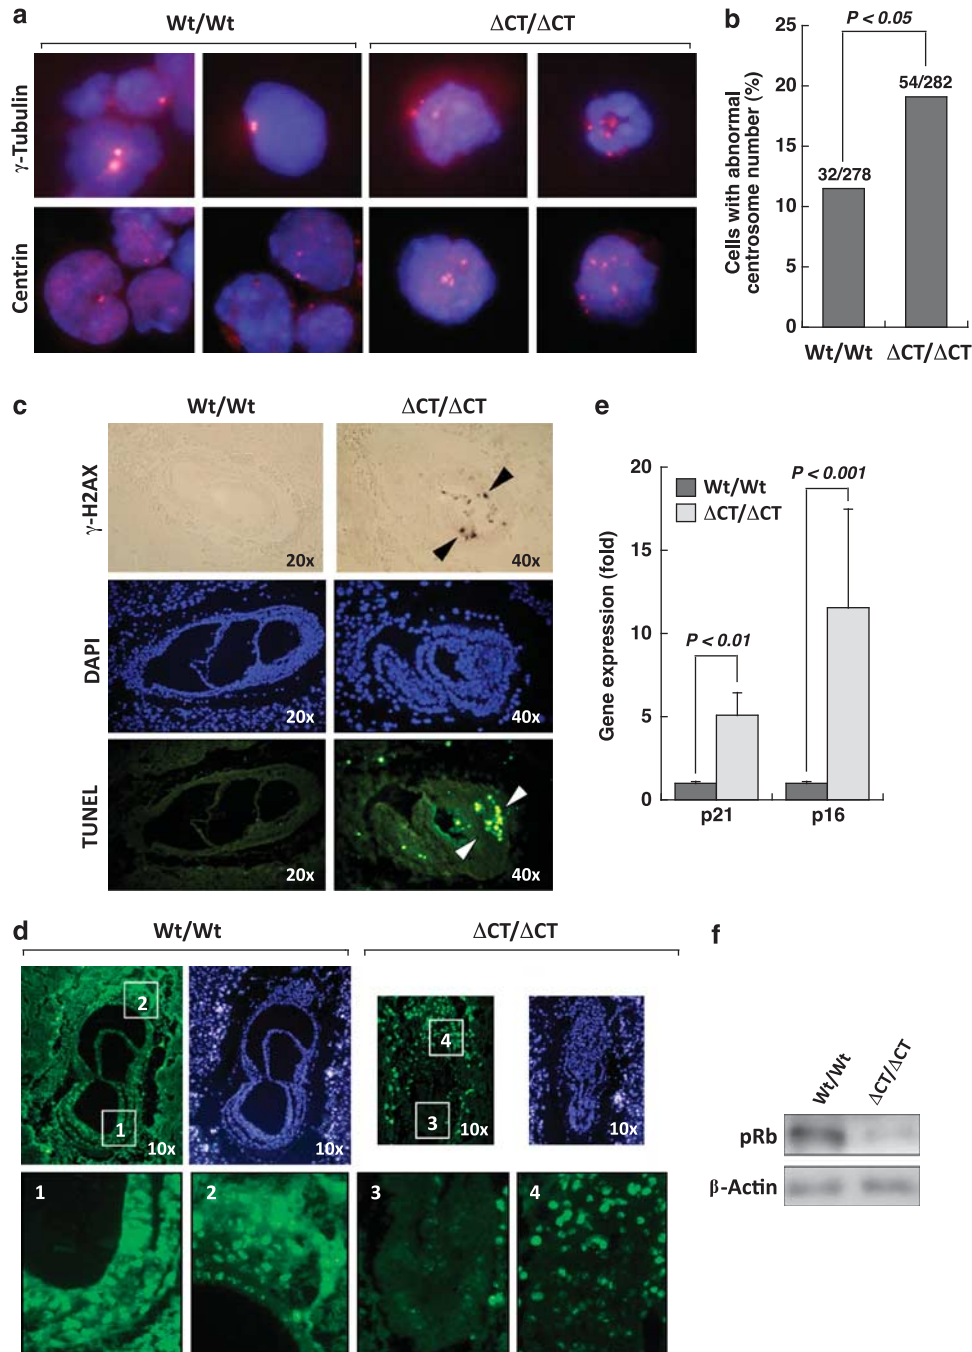 a
Wt/Wt
ΔCT/ΔCT
γ-Tubulin
Centrin
b
P < 0.05
25
20
15
10
5
0
54/282
32/278
Cells with abnormal
centrosome number (%)
Wt/Wt
ΔCT/ΔCT
c
Wt/Wt
ΔCT/ΔCT
γ-H2AX
20x
40x
DAPI
20x
40x
TUNEL
20x
40x
e
20
15
10
5
0
Gene expression (fold)
Wt/Wt
ΔCT/ΔCT
P < 0.001
P < 0.01
p21
p16
d
Wt/Wt
ΔCT/ΔCT
2
1
10x
10x
4
3
10x
10x
1
2
3
4
f
Wt/Wt
ΔCT/ΔCT
pRb
β-Actin